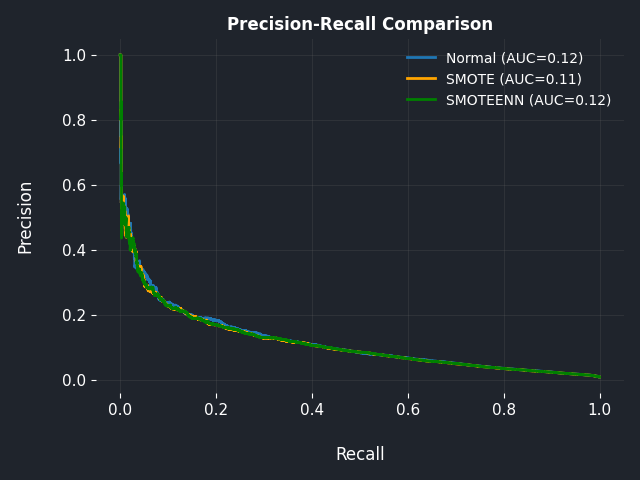 Precision-Recall Comparison
Normal (AUC=0.12)
SMOTE (AUC=0.11)
SMOTEENN (AUC=0.12)
1.0
0.8
0.6
0.4
0.2
0.0
Precision
0.0 0.2 0.4 0.6 0.8 1.0
Recall